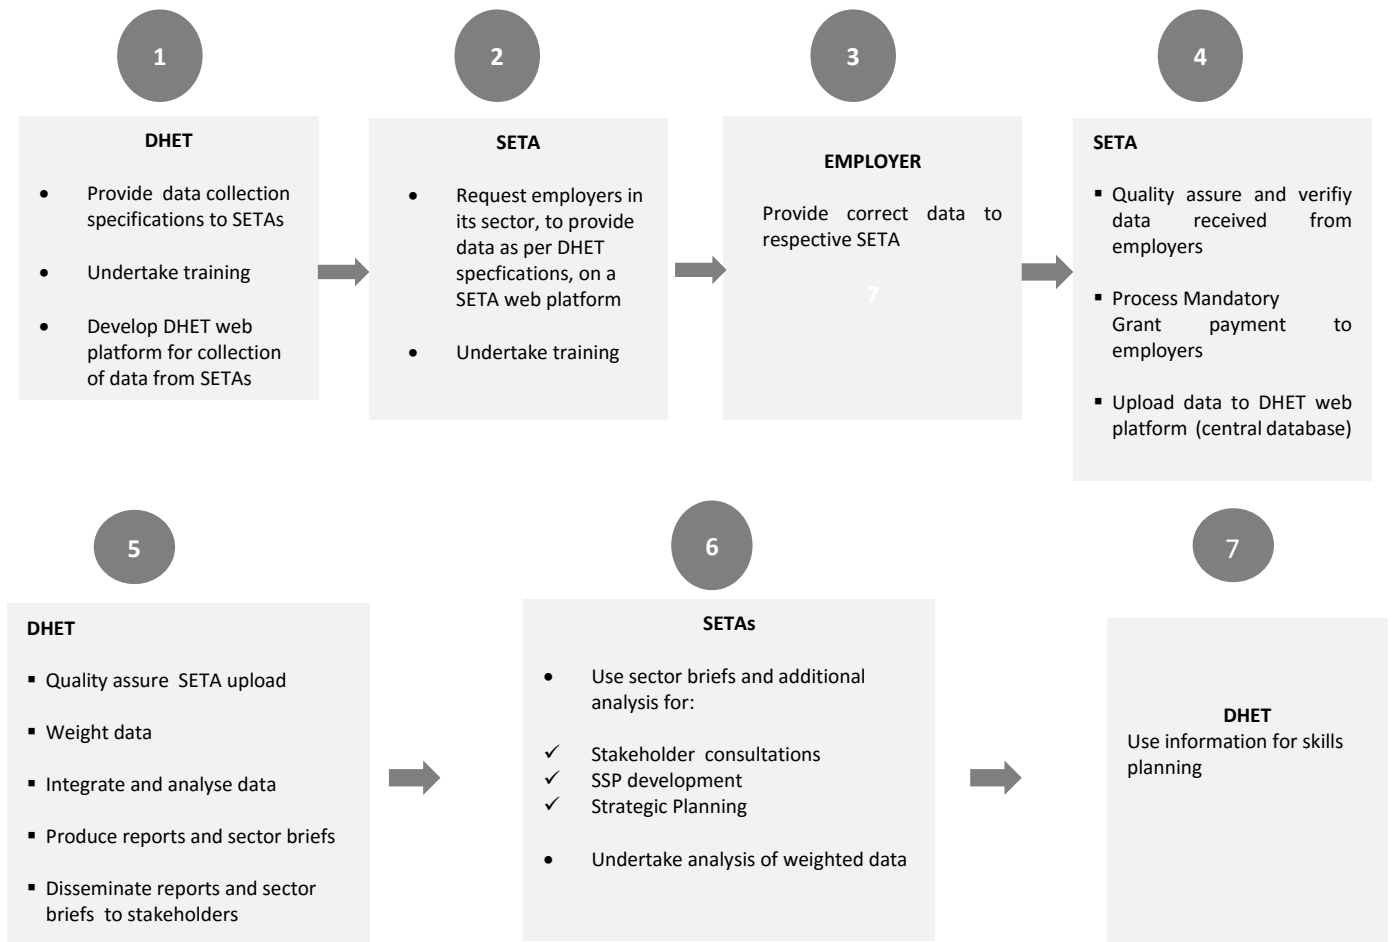 1
DHET
• Provide data collection
specifications to SETAs
• Undertake training
• Develop DHET web
platform for collection
of data from SETAs
2
SETA
• Request employers in
its sector, to provide
data as per DHET
specfications, on a
SETA web platform
• Undertake training
3
EMPLOYER
Provide correct data to
respective SETA
7
4
SETA
▪ Quality assure and verifiy
data received from
employers
▪ Process Mandatory
Grant payment to
employers
▪ Upload data to DHET web
platform (central database)
5
DHET
▪ Quality assure SETA upload
▪ Weight data
▪ Integrate and analyse data
▪ Produce reports and sector briefs
▪ Disseminate reports and sector
briefs to stakeholders
6
SETAs
• Use sector briefs and additional
analysis for:
✓ Stakeholder consultations
✓ SSP development
✓ Strategic Planning
• Undertake analysis of weighted data
7
DHET
Use information for skills
planning